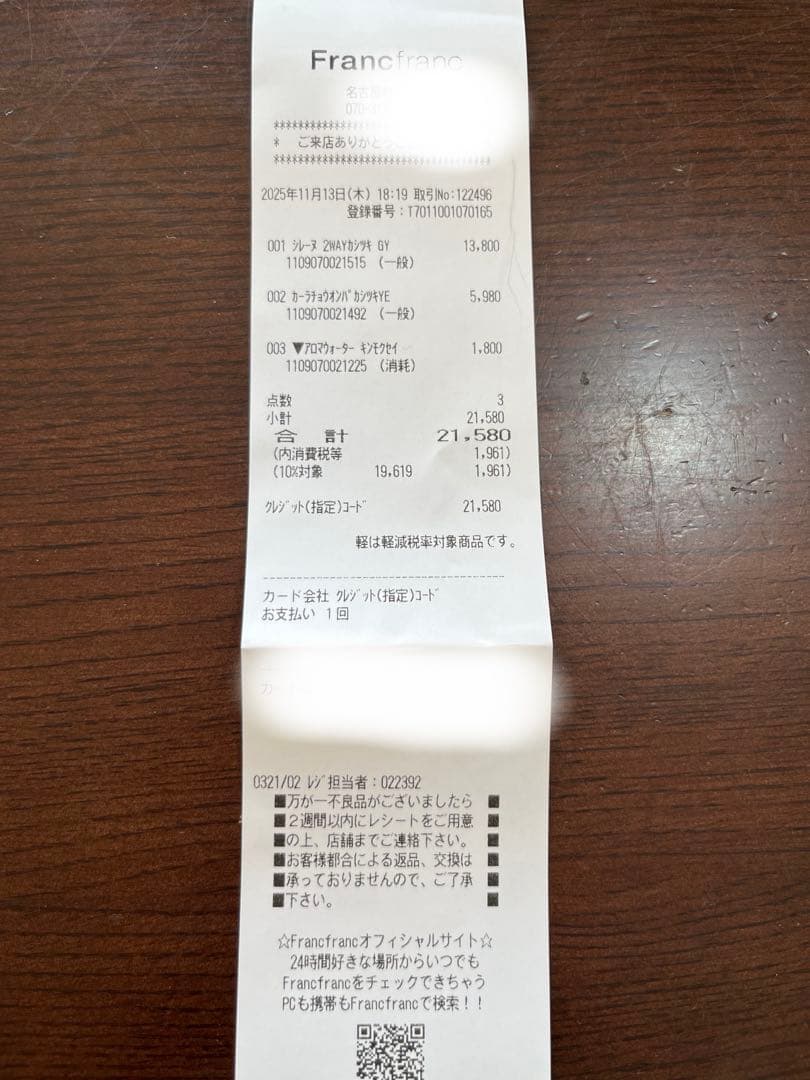 Francfranc
名古屋
070-
*********************************
* ご来店ありがとう
*********************************
2025年11月13日(木) 18:19 取引No:122496
登録番号:T7011001070165
001 ｼﾚｰﾇ 2WAYｶｼﾂｷ GY 13,800
1109070021515 (一般)
002 ｶｰﾗﾁｮｳｵﾝﾊﾟｶｼﾂｷYE 5,980
1109070021492 (一般)
003 ▼ｱﾛﾏｳｫｰﾀｰ ｷﾝﾓｸｾｲ 1,800
1109070021225 (消耗)
点数 3
小計 21,580
合 計 21,580
(内消費税等 1,961)
(10%対象 19,619 1,961)
ｸﾚｼﾞｯﾄ(指定)ｺｰﾄﾞ 21,580
軽は軽減税率対象商品です。
カード会社 ｸﾚｼﾞｯﾄ(指定)ｺｰﾄﾞ
お支払い 1回
カード
0321/02 ﾚｼﾞ担当者:022392
■万が一不良品がございましたら ■
■２週間以内にレシートをご用意 ■
■の上、店舗までご連絡下さい。 ■
■お客様都合による返品、交換は ■
■承っておりませんので、ご了承 ■
■下さい。 ■
☆Francfrancオフィシャルサイト☆
24時間好きな場所からいつでも
Francfrancをチェックできちゃう
PCも携帯もFrancfrancで検索！！